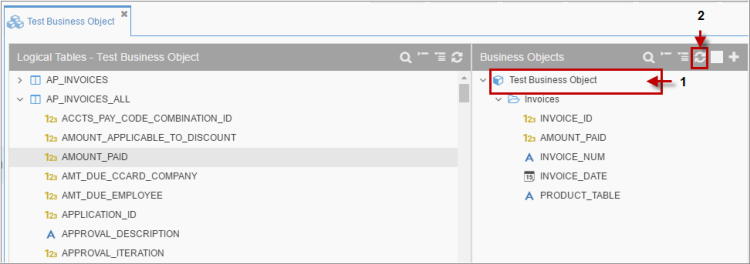 2
Test Business Object
Logical Tables - Test Business Object
Business Objects
AP_INVOICES
AP_INVOICES_ALL
123 ACCTS_PAY_CODE_COMBINATION_ID
123 AMOUNT_APPLICABLE_TO_DISCOUNT
123 AMOUNT_PAID
123 AMT_DUE_CCARD_COMPANY
123 AMT_DUE_EMPLOYEE
123 APPLICATION_ID
A APPROVAL_DESCRIPTION
123 APPROVAL_ITERATION
Test Business Object
1
Invoices
123 INVOICE_ID
123 AMOUNT_PAID
A INVOICE_NUM
15 INVOICE_DATE
A PRODUCT_TABLE